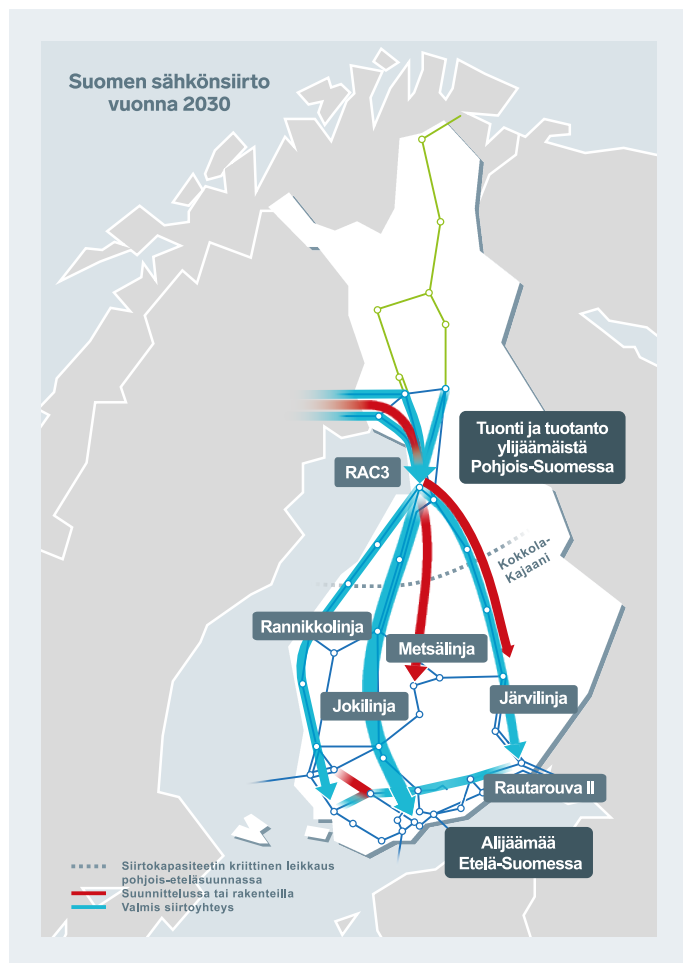 Suomen sähkönsiirto
vuonna 2030
Tuonti ja tuotanto
ylijäämäistä
Pohjois-Suomessa
RAC3
Kokkola-
Kajaani
Rannikkolinja
Metsälinja
Järvilinja
Jokilinja
Rautarouva II
Alijäämää
Etelä-Suomessa
Siirtokapasiteetin kriittinen leikkaus
pohjois-eteläsuunnassa
Suunnittelussa tai rakenteilla
Valmis siirtoyhteys